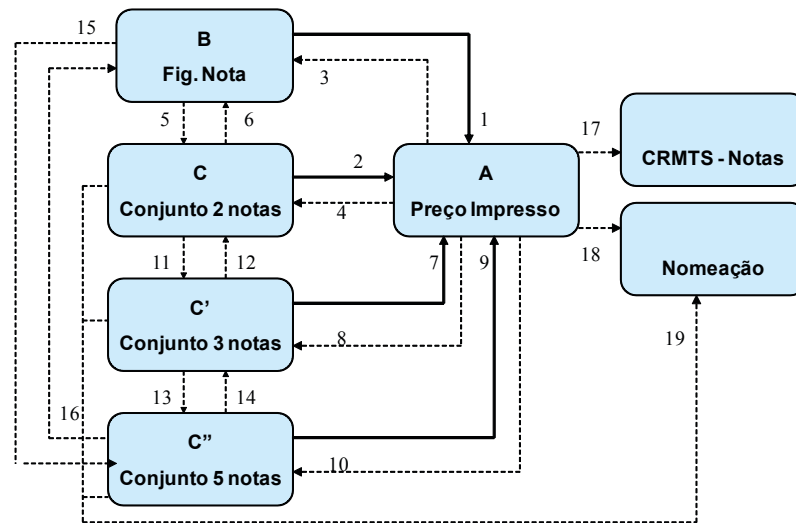 15
B
Fig. Nota
3
1
5
6
17
CRMTS - Notas
C
Conjunto 2 notas
2
4
A
Preço Impresso
18
Nomeação
11
12
7
9
C’
Conjunto 3 notas
8
19
13
14
16
C”
Conjunto 5 notas
10